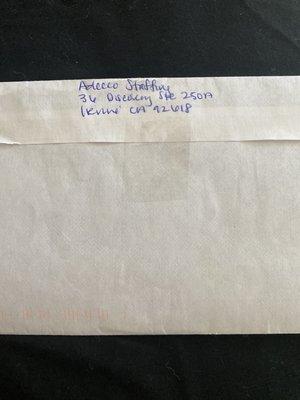 Adecco Staffing
36 Discovery Ste 250A
Irvine CA 92618